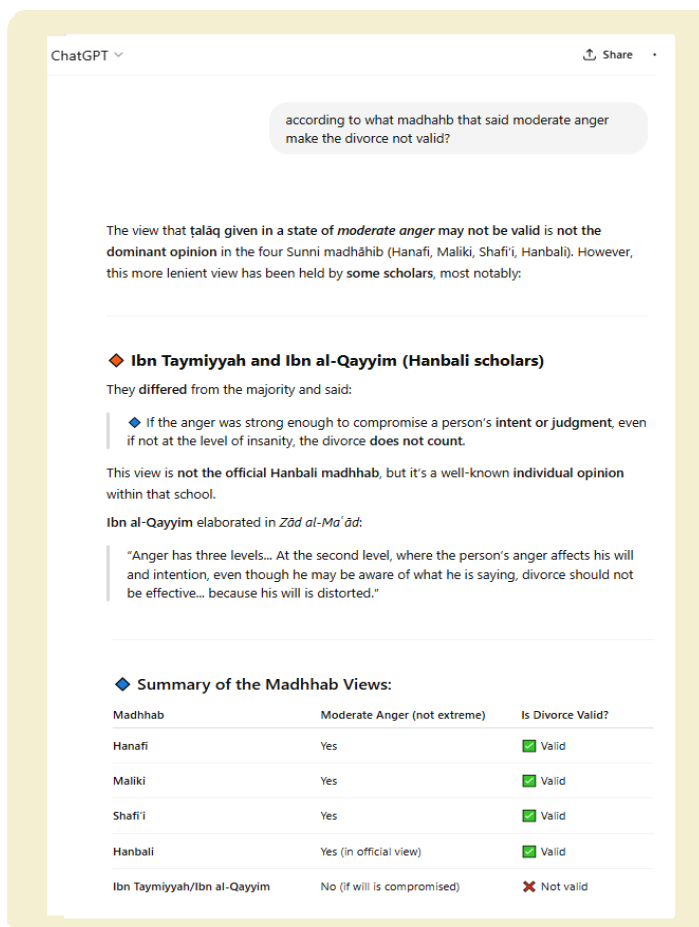 ChatGPT
Share
according to what madhahb that said moderate anger
make the divorce not valid?
The view that ṭalāq given in a state of moderate anger may not be valid is not the
dominant opinion in the four Sunni madhāhib (Hanafi, Maliki, Shafi'i, Hanbali). However,
this more lenient view has been held by some scholars, most notably:
Ibn Taymiyyah and Ibn al-Qayyim (Hanbali scholars)
They differed from the majority and said:
If the anger was strong enough to compromise a person's intent or judgment, even
if not at the level of insanity, the divorce does not count.
This view is not the official Hanbali madhhab, but it's a well-known individual opinion
within that school.
Ibn al-Qayyim elaborated in Zād al-Maʿād:
"Anger has three levels... At the second level, where the person's anger affects his will
and intention, even though he may be aware of what he is saying, divorce should not
be effective... because his will is distorted."
Summary of the Madhhab Views:
Madhhab Moderate Anger (not extreme) Is Divorce Valid?
Hanafi Yes ✅ Valid
Maliki Yes ✅ Valid
Shafi'i Yes ✅ Valid
Hanbali Yes (in official view) ✅ Valid
Ibn Taymiyyah/Ibn al-Qayyim No (if will is compromised) ❌ Not valid